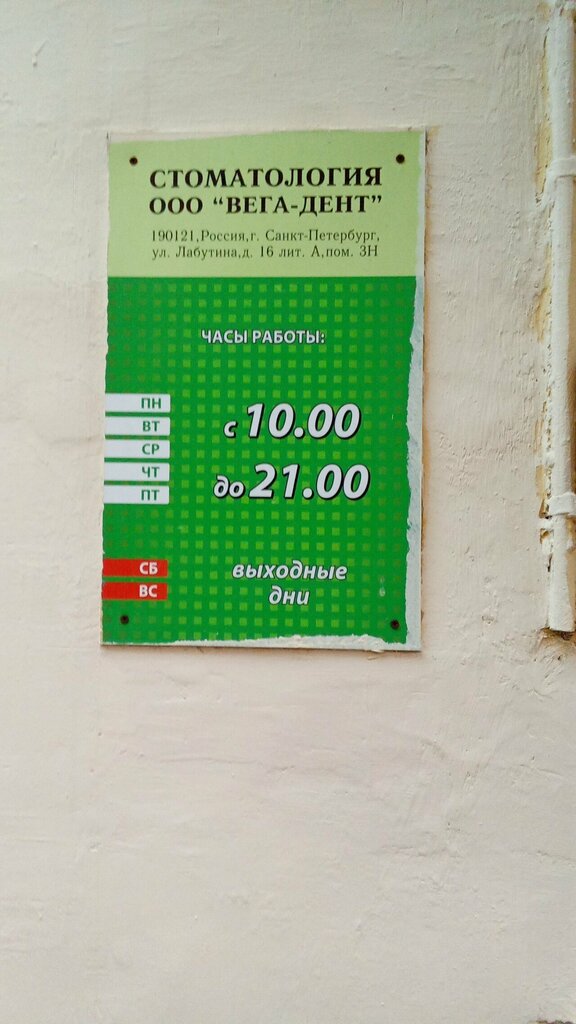 СТОМАТОЛОГИЯ
ООО "ВЕГА-ДЕНТ"
190121,Россия,г. Санкт-Петербург,
ул. Лабутина,д. 16 лит. А,пом. 3Н
ЧАСЫ РАБОТЫ:
ПН
ВТ
СР
ЧТ
ПТ
с 10.00
до 21.00
СБ
ВС
выходные
дни